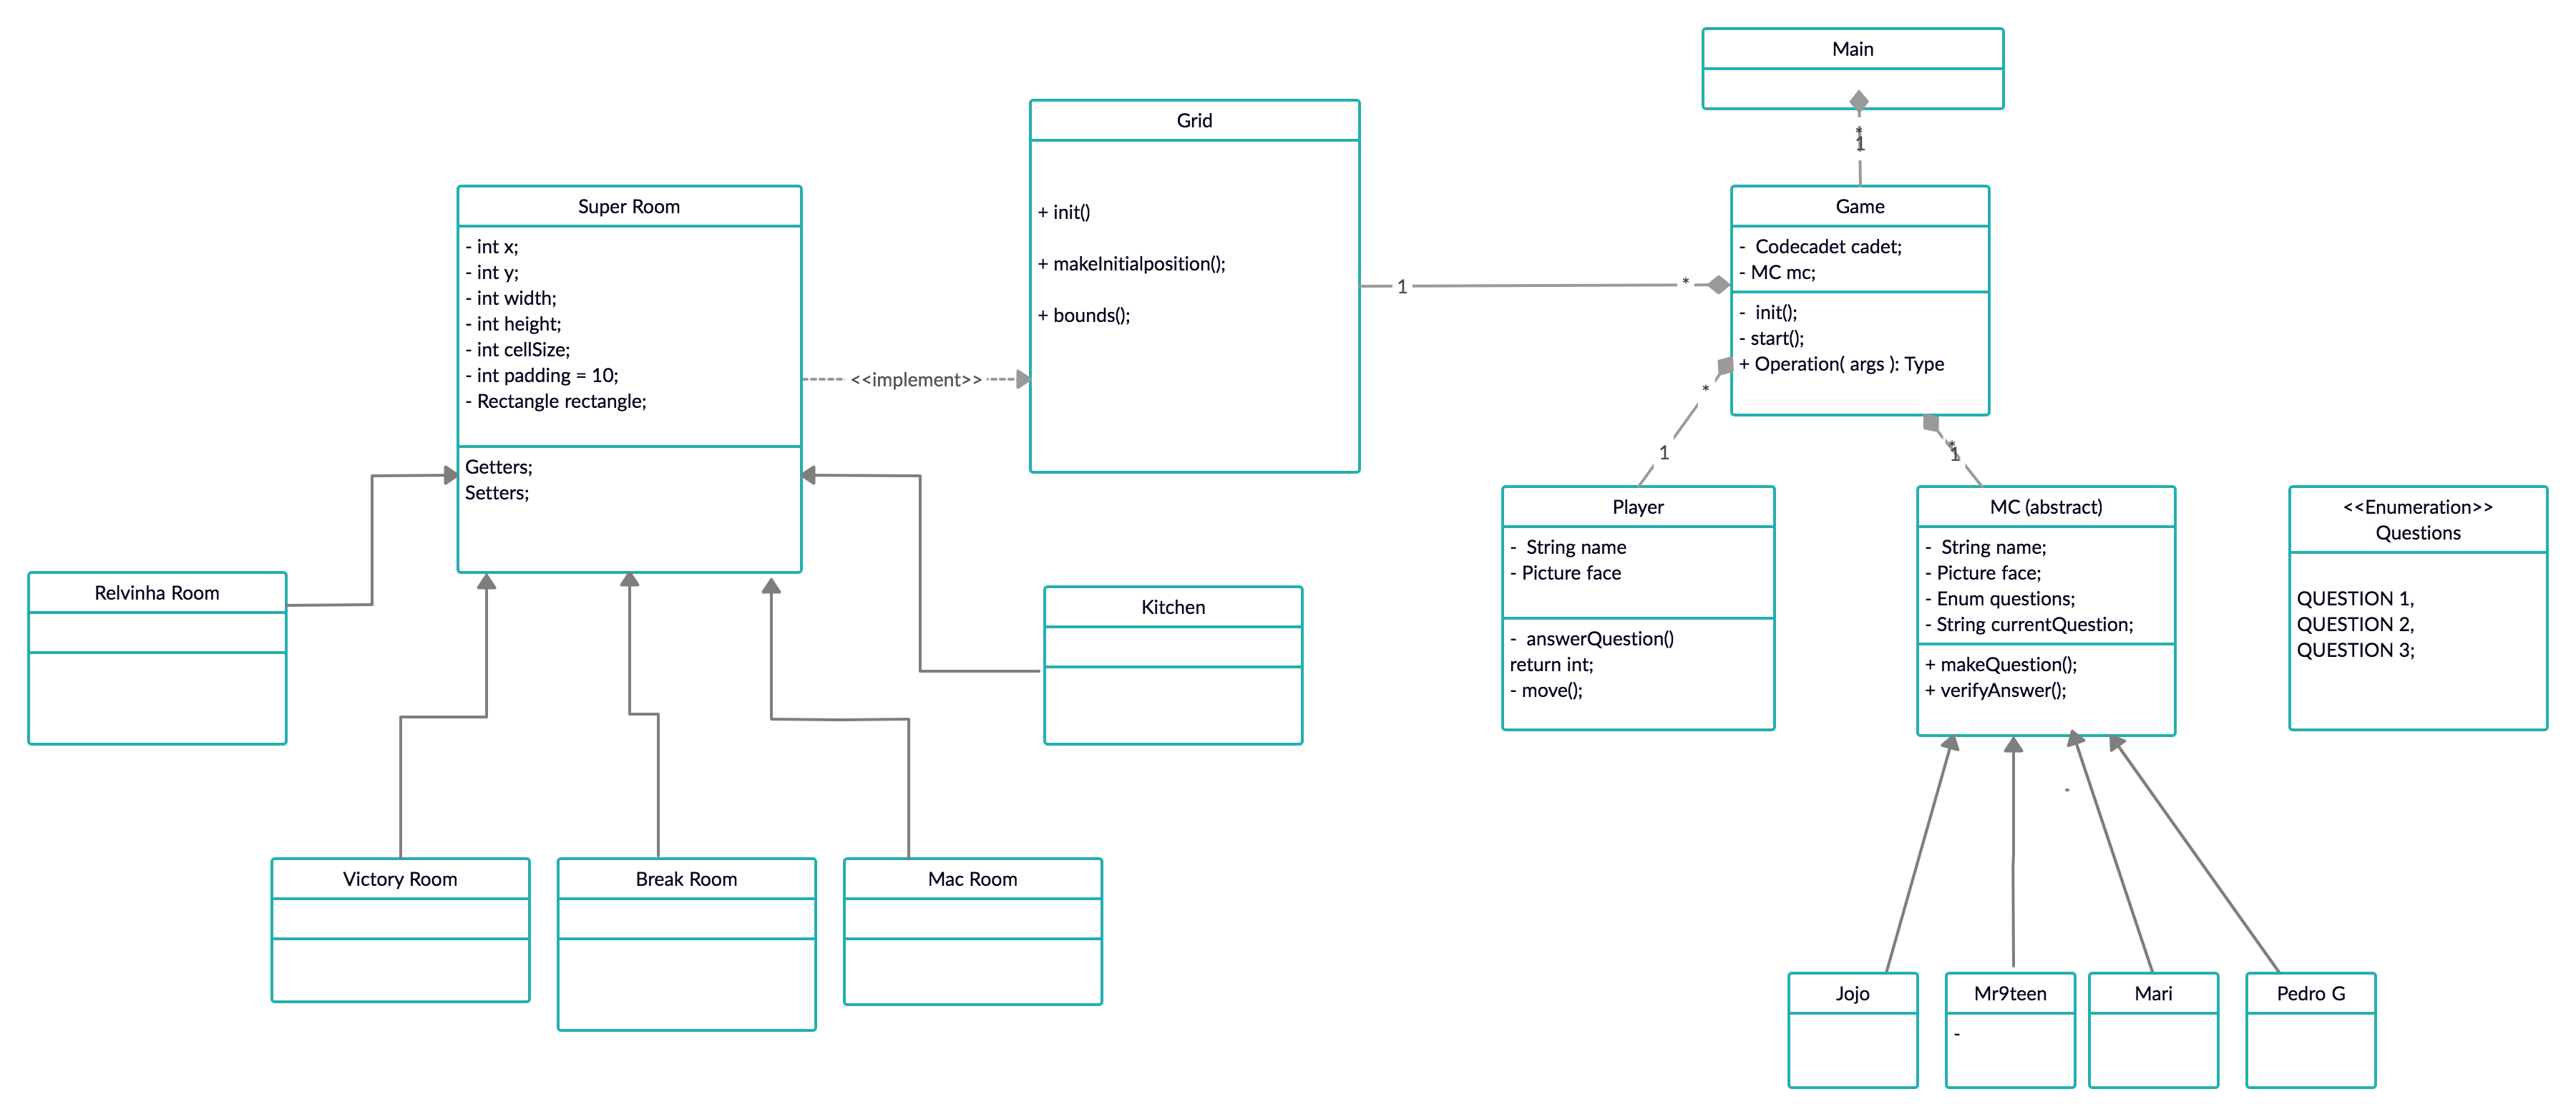 Main
*
1
Grid
+ init()
+ makeInitialposition();
+ bounds();
Super Room
- int x;
- int y;
- int width;
- int height;
- int cellSize;
- int padding = 10;
- Rectangle rectangle;
Getters;
Setters;
<<implement>>
1
*
Game
- Codecadet cadet;
- MC mc;
- init();
- start();
+ Operation( args ): Type
*
1
*
1
Player
- String name
- Picture face
- answerQuestion()
return int;
- move();
MC (abstract)
- String name;
- Picture face;
- Enum questions;
- String currentQuestion;
+ makeQuestion();
+ verifyAnswer();
<<Enumeration>>
Questions
QUESTION 1,
QUESTION 2,
QUESTION 3;
Relvinha Room
Kitchen
-
Victory Room
Break Room
Mac Room
Jojo
Mr9teen
-
Mari
Pedro G